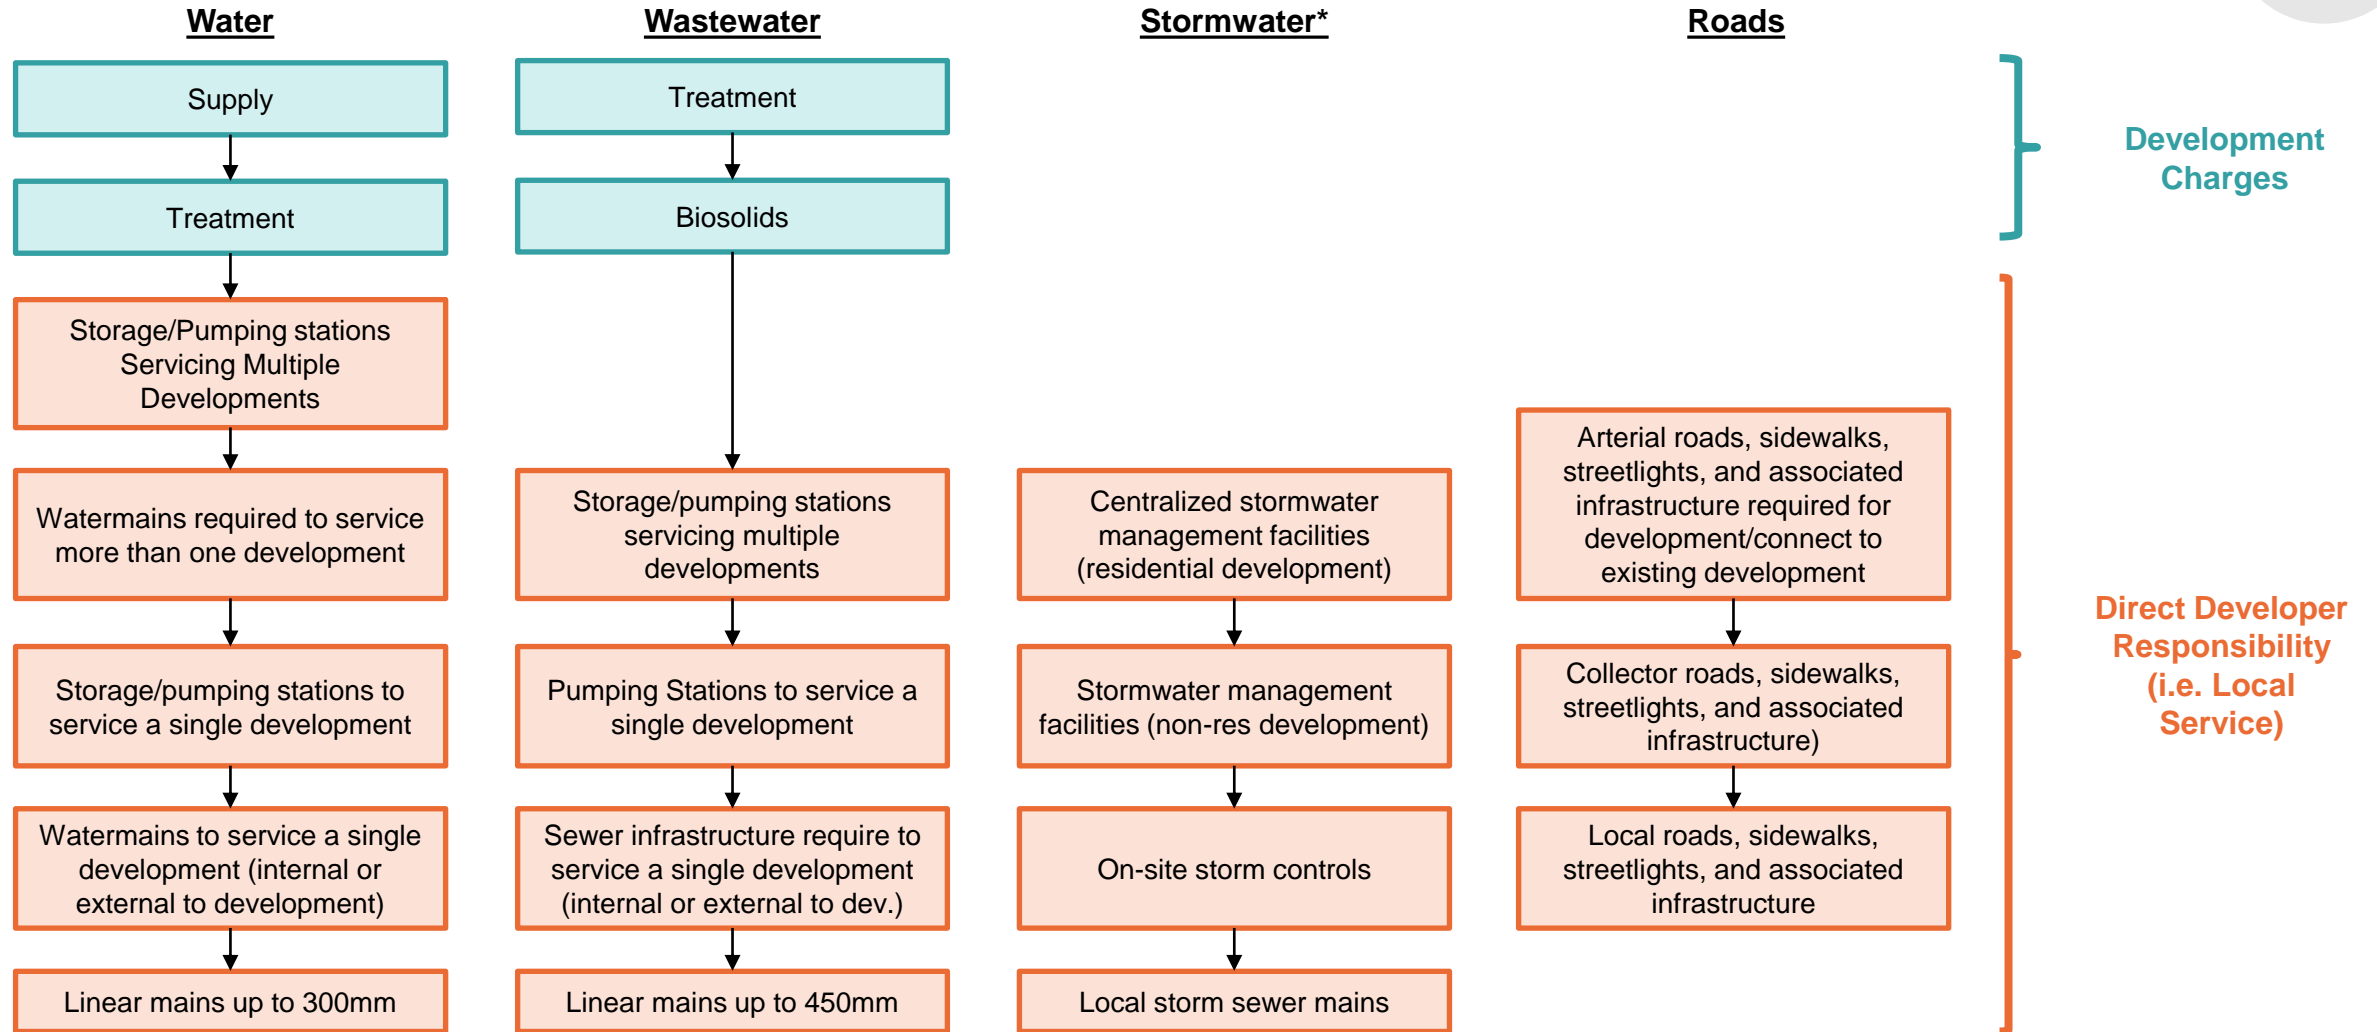 Water
Wastewater
Stormwater*
Roads
Supply
Treatment
Storage/Pumping stations
Servicing Multiple
Developments
Watermains required to service
more than one development
Storage/pumping stations to
service a single development
Watermains to service a single
development (internal or
external to development)
Linear mains up to 300mm
Treatment
Biosolids
Storage/pumping stations
servicing multiple
developments
Pumping Stations to service a
single development
Sewer infrastructure require to
service a single development
(internal or external to dev.)
Linear mains up to 450mm
Centralized stormwater
management facilities
(residential development)
Stormwater management
facilities (non-res development)
On-site storm controls
Local storm sewer mains
Arterial roads, sidewalks,
streetlights, and associated
infrastructure required for
development/connect to
existing development
Collector roads, sidewalks,
streetlights, and associated
infrastructure)
Local roads, sidewalks,
streetlights, and associated
infrastructure
Development
Charges
Direct Developer
Responsibility
(i.e. Local
Service)